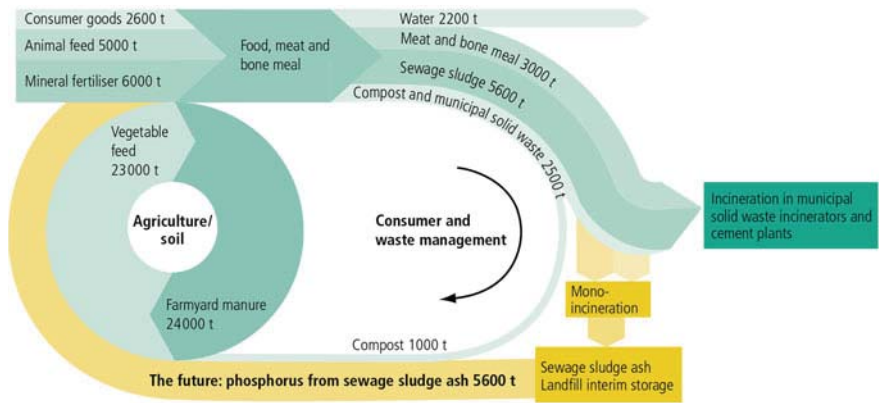 Consumer goods 2600 t
Animal feed 5000 t
Mineral fertiliser 6000 t
Food, meat and
bone meal
Water 2200 t
Meat and bone meal 3000 t
Sewage sludge 5600 t
Compost and municipal solid waste 2500 t
Vegetable
feed
23000 t
Agriculture/
soil
Farmyard manure
24000 t
Consumer and
waste management
Incineration in municipal
solid waste incinerators and
cement plants
Mono-
incineration
Compost 1000 t
Sewage sludge ash
Landfill interim storage
The future: phosphorus from sewage sludge ash 5600 t